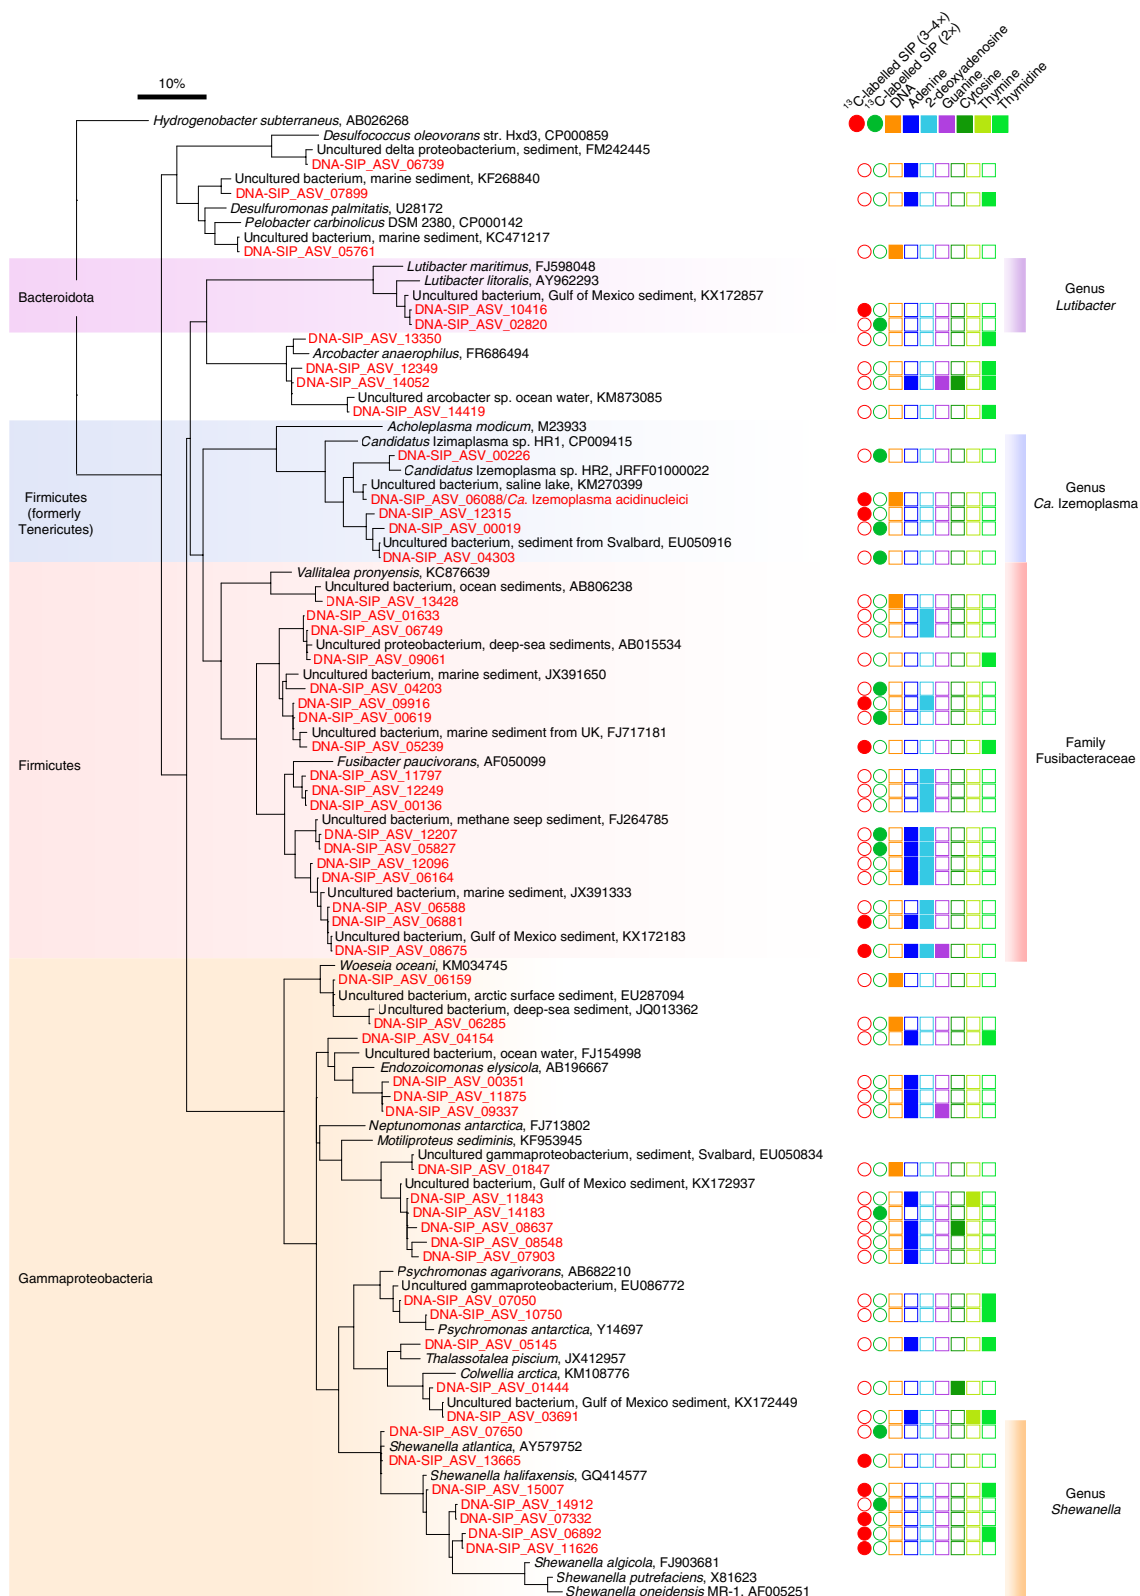 10%
¹³C-labelled SIP (3–4x)
¹³C-labelled SIP (2x)
DNA
Adenine
2-deoxyadenosine
Guanine
Cytosine
Thymine
Thymidine
Hydrogenobacter subterraneus, AB026268
Desulfococcus oleovorans str. Hxd3, CP000859
Uncultured delta proteobacterium, sediment, FM242445
DNA-SIP_ASV_06739
Uncultured bacterium, marine sediment, KF268840
DNA-SIP_ASV_07899
Desulfuromonas palmitatis, U28172
Pelobacter carbinolicus DSM 2380, CP000142
Uncultured bacterium, marine sediment, KC471217
DNA-SIP_ASV_05761
Bacteroidota
Lutibacter maritimus, FJ598048
Lutibacter litoralis, AY962293
Uncultured bacterium, Gulf of Mexico sediment, KX172857
DNA-SIP_ASV_10416
DNA-SIP_ASV_02820
Genus
Lutibacter
DNA-SIP_ASV_13350
Arcobacter anaerophilus, FR686494
DNA-SIP_ASV_12349
DNA-SIP_ASV_14052
Uncultured arcobacter sp. ocean water, KM873085
DNA-SIP_ASV_14419
Firmicutes
(formerly
Tenericutes)
Acholeplasma modicum, M23933
Candidatus Izimaplasma sp. HR1, CP009415
DNA-SIP_ASV_00226
Candidatus Izemoplasma sp. HR2, JRFF01000022
Uncultured bacterium, saline lake, KM270399
DNA-SIP_ASV_06088/Ca. Izemoplasma acidinucleici
DNA-SIP_ASV_12315
DNA-SIP_ASV_00019
Uncultured bacterium, sediment from Svalbard, EU050916
DNA-SIP_ASV_04303
Genus
Ca. Izemoplasma
Firmicutes
Vallitalea pronyensis, KC876639
Uncultured bacterium, ocean sediments, AB806238
DNA-SIP_ASV_13428
DNA-SIP_ASV_01633
DNA-SIP_ASV_06749
Uncultured proteobacterium, deep-sea sediments, AB015534
DNA-SIP_ASV_09061
Uncultured bacterium, marine sediment, JX391650
DNA-SIP_ASV_04203
DNA-SIP_ASV_09916
DNA-SIP_ASV_00619
Uncultured bacterium, marine sediment from UK, FJ717181
DNA-SIP_ASV_05239
Fusibacter paucivorans, AF050099
DNA-SIP_ASV_11797
DNA-SIP_ASV_12249
DNA-SIP_ASV_00136
Uncultured bacterium, methane seep sediment, FJ264785
DNA-SIP_ASV_12207
DNA-SIP_ASV_05827
DNA-SIP_ASV_12096
DNA-SIP_ASV_06164
Uncultured bacterium, marine sediment, JX391333
DNA-SIP_ASV_06588
DNA-SIP_ASV_06881
Uncultured bacterium, Gulf of Mexico sediment, KX172183
DNA-SIP_ASV_08675
Family
Fusibacteraceae
Gammaproteobacteria
Woeseia oceani, KM034745
DNA-SIP_ASV_06159
Uncultured bacterium, arctic surface sediment, EU287094
Uncultured bacterium, deep-sea sediment, JQ013362
DNA-SIP_ASV_06285
DNA-SIP_ASV_04154
Uncultured bacterium, ocean water, FJ154998
Endozoicomonas elysicola, AB196667
DNA-SIP_ASV_00351
DNA-SIP_ASV_11875
DNA-SIP_ASV_09337
Neptunomonas antarctica, FJ713802
Motiliproteus sediminis, KF953945
Uncultured gammaproteobacterium, sediment, Svalbard, EU050834
DNA-SIP_ASV_01847
Uncultured bacterium, Gulf of Mexico sediment, KX172937
DNA-SIP_ASV_11843
DNA-SIP_ASV_14183
DNA-SIP_ASV_08637
DNA-SIP_ASV_08548
DNA-SIP_ASV_07903
Psychromonas agarivorans, AB682210
Uncultured gammaproteobacterium, EU086772
DNA-SIP_ASV_07050
DNA-SIP_ASV_10750
Psychromonas antarctica, Y14697
DNA-SIP_ASV_05145
Thalassotalea piscium, JX412957
Colwellia arctica, KM108776
DNA-SIP_ASV_01444
Uncultured bacterium, Gulf of Mexico sediment, KX172449
DNA-SIP_ASV_03691
DNA-SIP_ASV_07650
Shewanella atlantica, AY579752
DNA-SIP_ASV_13665
Shewanella halifaxensis, GQ414577
DNA-SIP_ASV_15007
DNA-SIP_ASV_14912
DNA-SIP_ASV_07332
DNA-SIP_ASV_06892
DNA-SIP_ASV_11626
Shewanella algicola, FJ903681
Shewanella putrefaciens, X81623
Shewanella oneidensis MR-1, AF005251
Genus
Shewanella